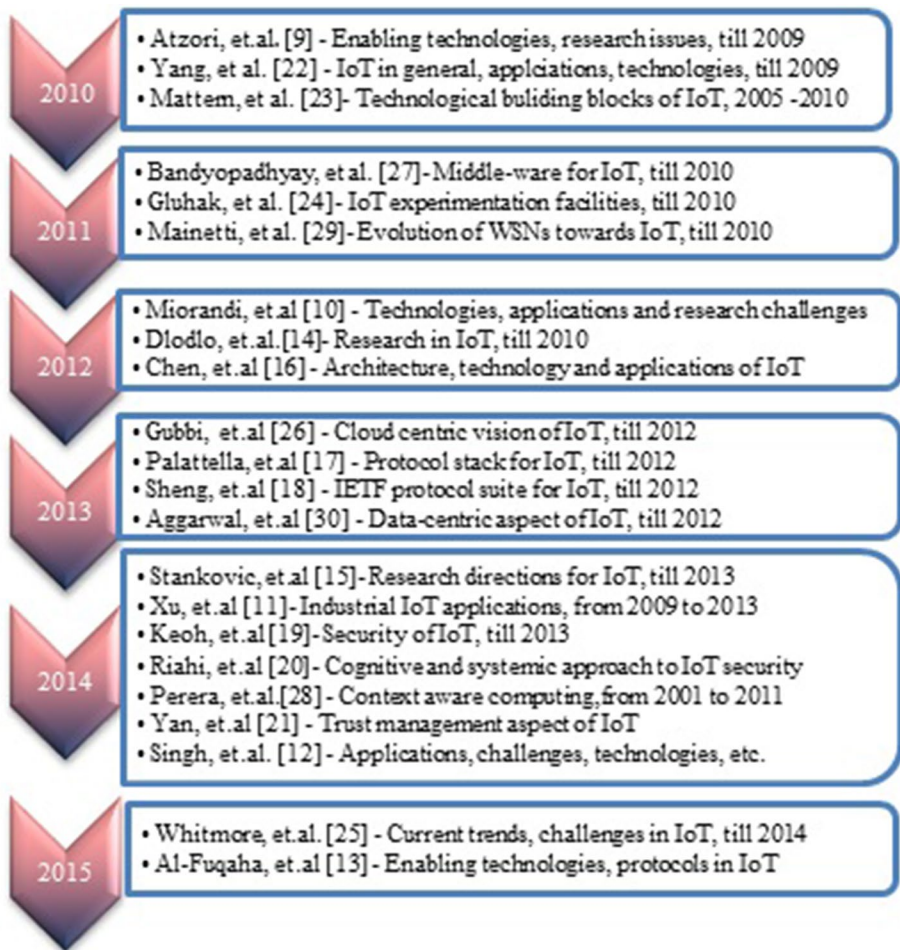 2010
• Atzori, et.al. [9] - Enabling technologies, research issues, till 2009
• Yang, et al. [22] - IoT in general, applciations, technologies, till 2009
• Mattern, et al. [23]- Technological buliding blocks of IoT, 2005 -2010
2011
• Bandyopadhyay, et al. [27]- Middle-ware for IoT, till 2010
• Gluhak, et al. [24]- IoT experimentation facilities, till 2010
• Mainetti, et al. [29]- Evolution of WSNs towards IoT, till 2010
2012
• Miorandi, et.al [10] - Technologies, applications and research challenges
• Dlodlo, et.al.[14]- Research in IoT, till 2010
• Chen, et.al [16] - Architecture, technology and applications of IoT
2013
• Gubbi, et.al [26] - Cloud centric vision of IoT, till 2012
• Palattella, et.al [17] - Protocol stack for IoT, till 2012
• Sheng, et.al [18] - IETF protocol suite for IoT, till 2012
• Aggarwal, et.al [30] - Data-centric aspect of IoT, till 2012
2014
• Stankovic, et.al [15]- Research directions for IoT, till 2013
• Xu, et.al [11]- Industrial IoT applications, from 2009 to 2013
• Keoh, et.al [19]- Security of IoT, till 2013
• Riahi, et.al [20]- Cognitive and systemic approach to IoT security
• Perera, et.al.[28] - Context aware computing, from 2001 to 2011
• Yan, et.al [21] - Trust management aspect of IoT
• Singh, et.al. [12] - Applications, challenges, technologies, etc.
2015
• Whitmore, et.al. [25] - Current trends, challenges in IoT, till 2014
• Al-Fuqaha, et.al [13] - Enabling technologies, protocols in IoT